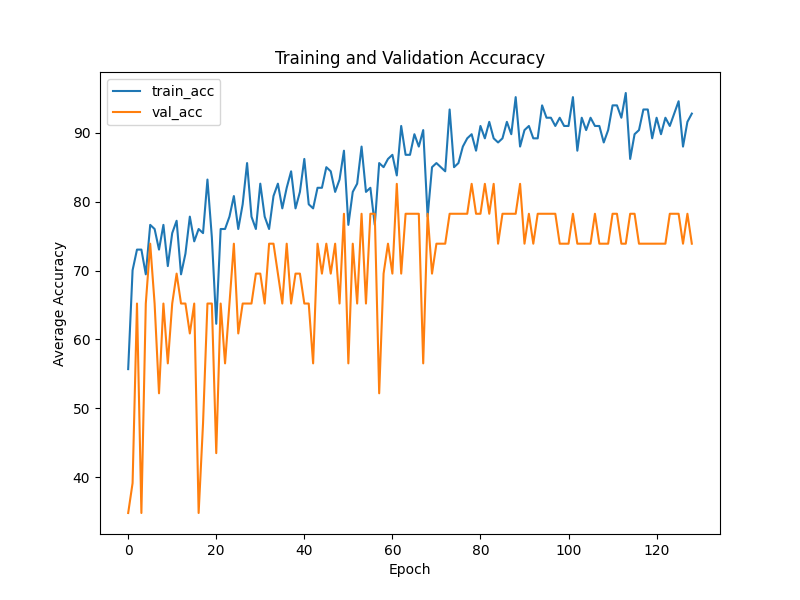 Training and Validation Accuracy
train_acc
val_acc
90
80
70
60
50
40
Average Accuracy
0 20 40 60 80 100 120
Epoch